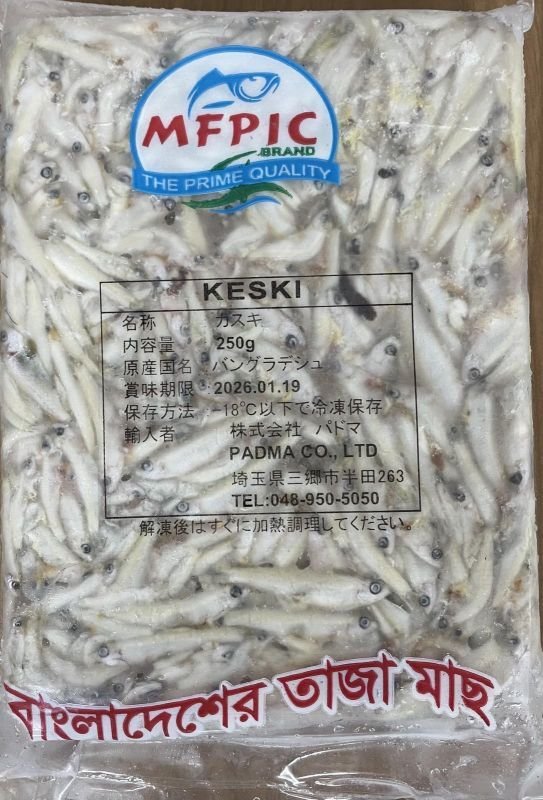 MFPIC
BRAND
THE PRIME QUALITY
KESKI
名称 カスキ
内容量 250g
原産国名 バングラデシュ
賞味期限 2026.01.19
保存方法 -18℃以下で冷凍保存
輸入者 株式会社 パドマ
PADMA CO., LTD
埼玉県三郷市半田263
TEL:048-950-5050
解凍後はすぐに加熱調理してください。
বাংলাদেশের তাজা মাছ